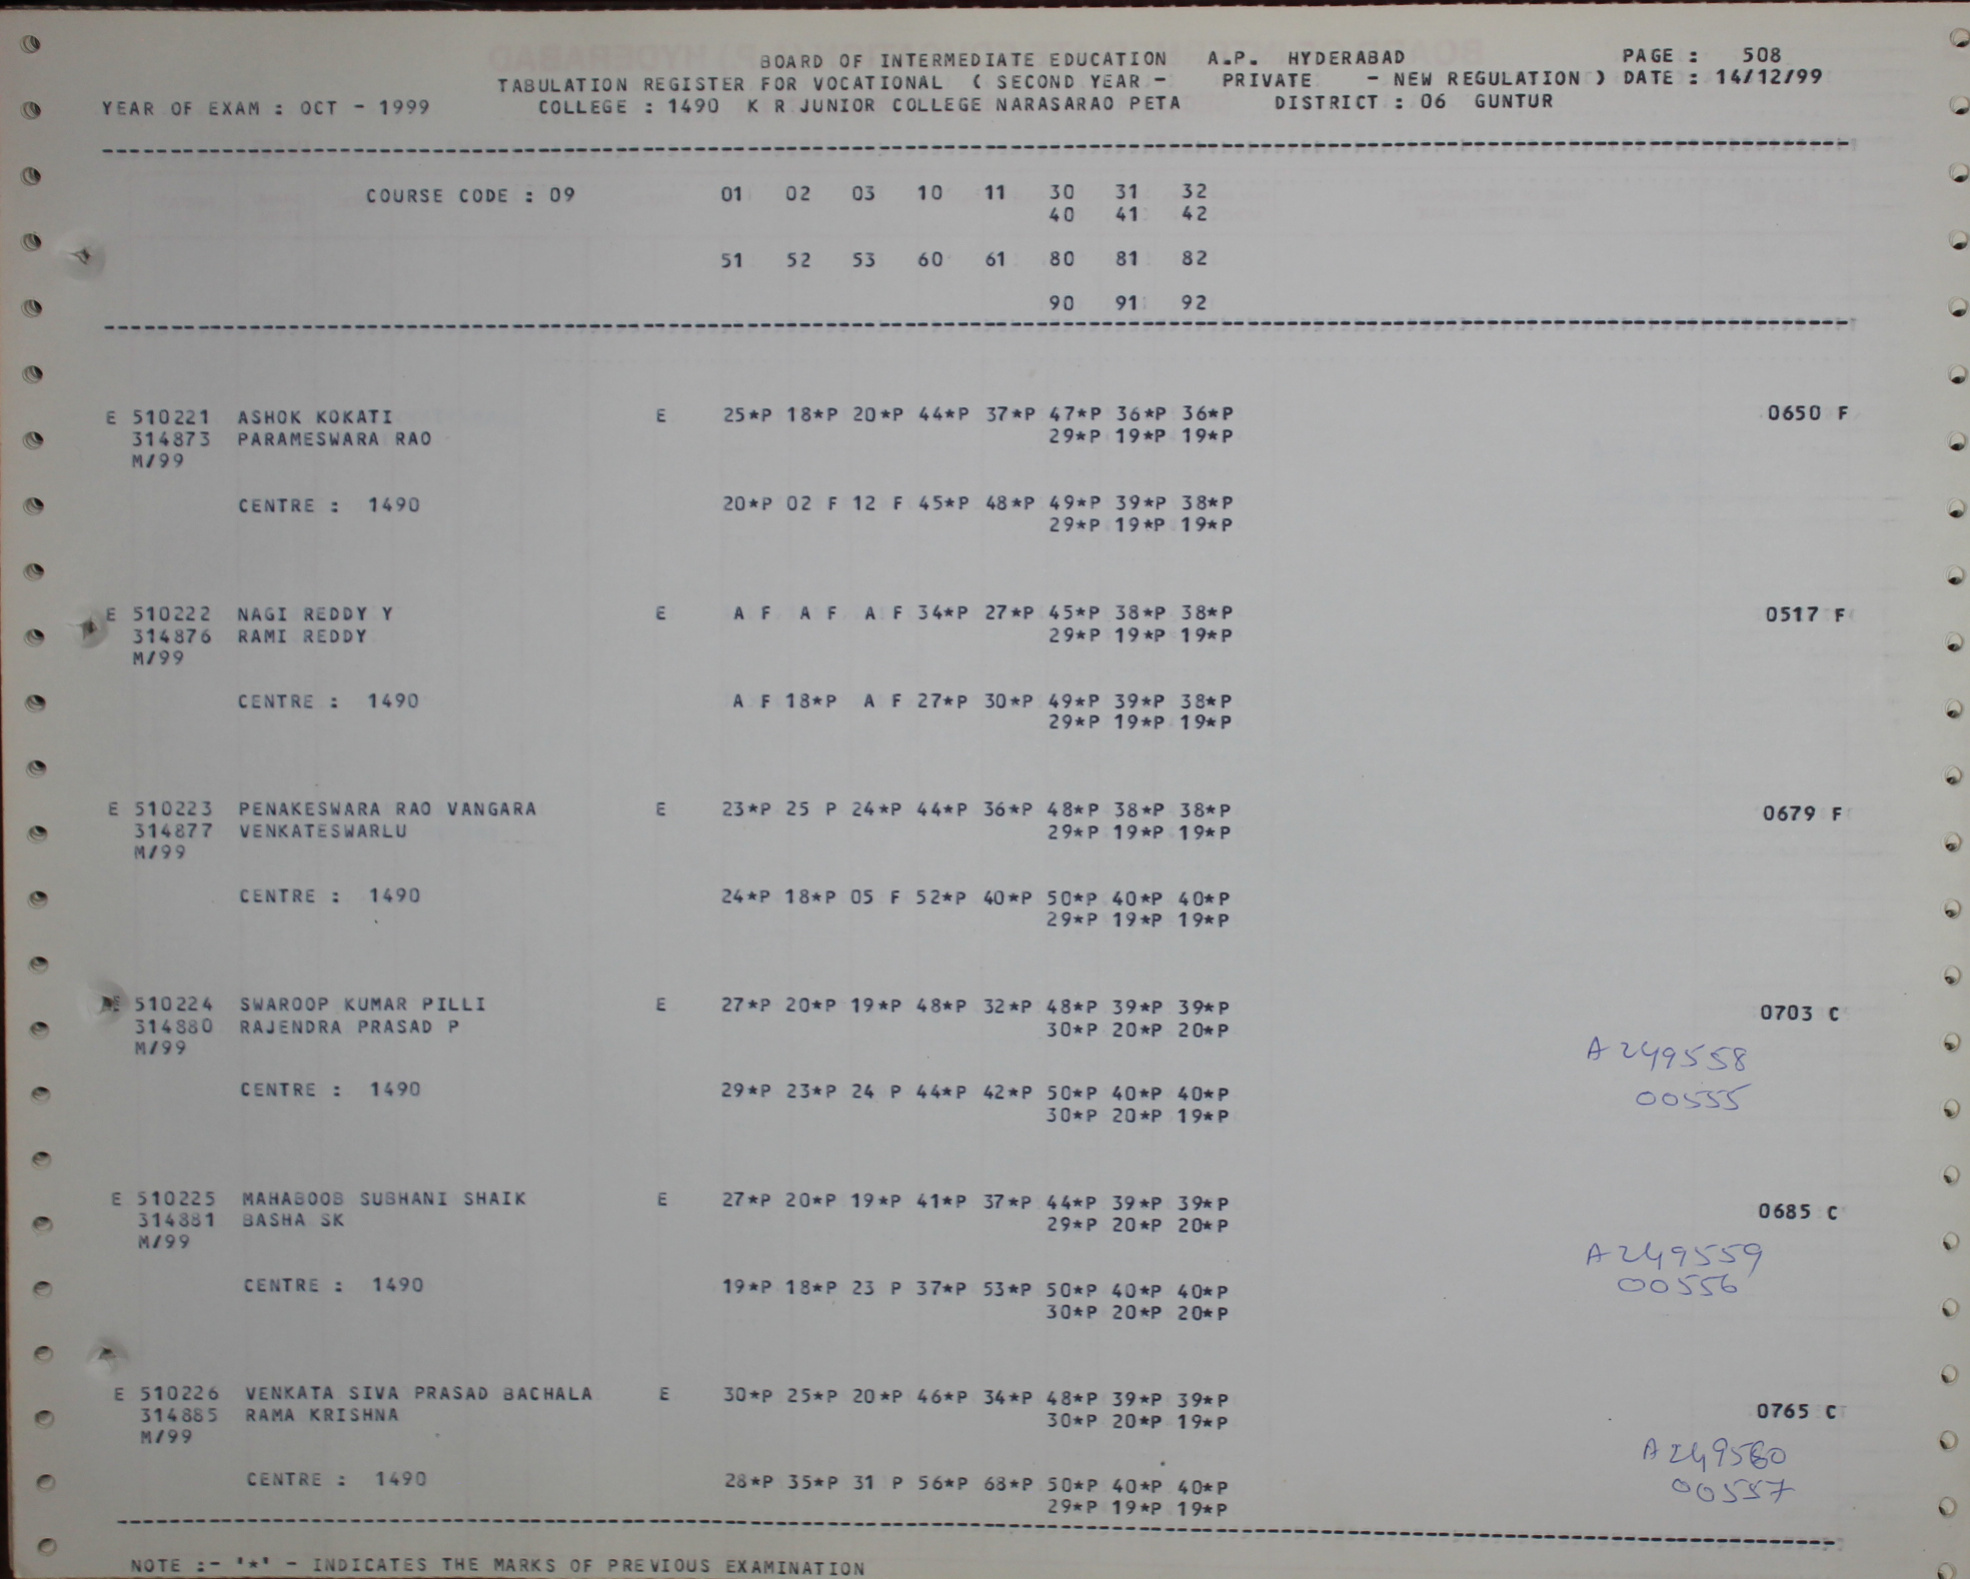 BOARD OF INTERMEDIATE EDUCATION A.P. HYDERABAD PAGE : 508
TABULATION REGISTER FOR VOCATIONAL ( SECOND YEAR - PRIVATE - NEW REGULATION ) DATE : 14/12/99
YEAR OF EXAM : OCT - 1999 COLLEGE : 1490 K R JUNIOR COLLEGE NARASARAO PETA DISTRICT : 06 GUNTUR
COURSE CODE : 09 01 02 03 10 11 30 31 32
40 41 42
51 52 53 60 61 80 81 82
90 91 92
E 510221 ASHOK KOKATI E 25*P 18*P 20*P 44*P 37*P 47*P 36*P 36*P 0650 F
314873 PARAMESWARA RAO 29*P 19*P 19*P
M/99
CENTRE : 1490 20*P 02 F 12 F 45*P 48*P 49*P 39*P 38*P
29*P 19*P 19*P
E 510222 NAGI REDDY Y E A F A F A F 34*P 27*P 45*P 38*P 38*P 0517 F
314876 RAMI REDDY 29*P 19*P 19*P
M/99
CENTRE : 1490 A F 18*P A F 27*P 30*P 49*P 39*P 38*P
29*P 19*P 19*P
E 510223 PENAKESWARA RAO VANGARA E 23*P 25 P 24*P 44*P 36*P 48*P 38*P 38*P 0679 F
314877 VENKATESWARLU 29*P 19*P 19*P
M/99
CENTRE : 1490 24*P 18*P 05 F 52*P 40*P 50*P 40*P 40*P
29*P 19*P 19*P
E 510224 SWAROOP KUMAR PILLI E 27*P 20*P 19*P 48*P 32*P 48*P 39*P 39*P 0703 C
314880 RAJENDRA PRASAD P 30*P 20*P 20*P
M/99 A249558
CENTRE : 1490 29*P 23*P 24 P 44*P 42*P 50*P 40*P 40*P 00555
30*P 20*P 19*P
E 510225 MAHABOOB SUBHANI SHAIK E 27*P 20*P 19*P 41*P 37*P 44*P 39*P 39*P 0685 C
314881 BASHA SK 29*P 20*P 20*P
M/99 A249559
CENTRE : 1490 19*P 18*P 23 P 37*P 53*P 50*P 40*P 40*P 00556
30*P 20*P 20*P
E 510226 VENKATA SIVA PRASAD BACHALA E 30*P 25*P 20*P 46*P 34*P 48*P 39*P 39*P 0765 C
314885 RAMA KRISHNA 30*P 20*P 19*P
M/99 A249560
CENTRE : 1490 28*P 35*P 31 P 56*P 68*P 50*P 40*P 40*P 00557
29*P 19*P 19*P
NOTE :- '*' - INDICATES THE MARKS OF PREVIOUS EXAMINATION